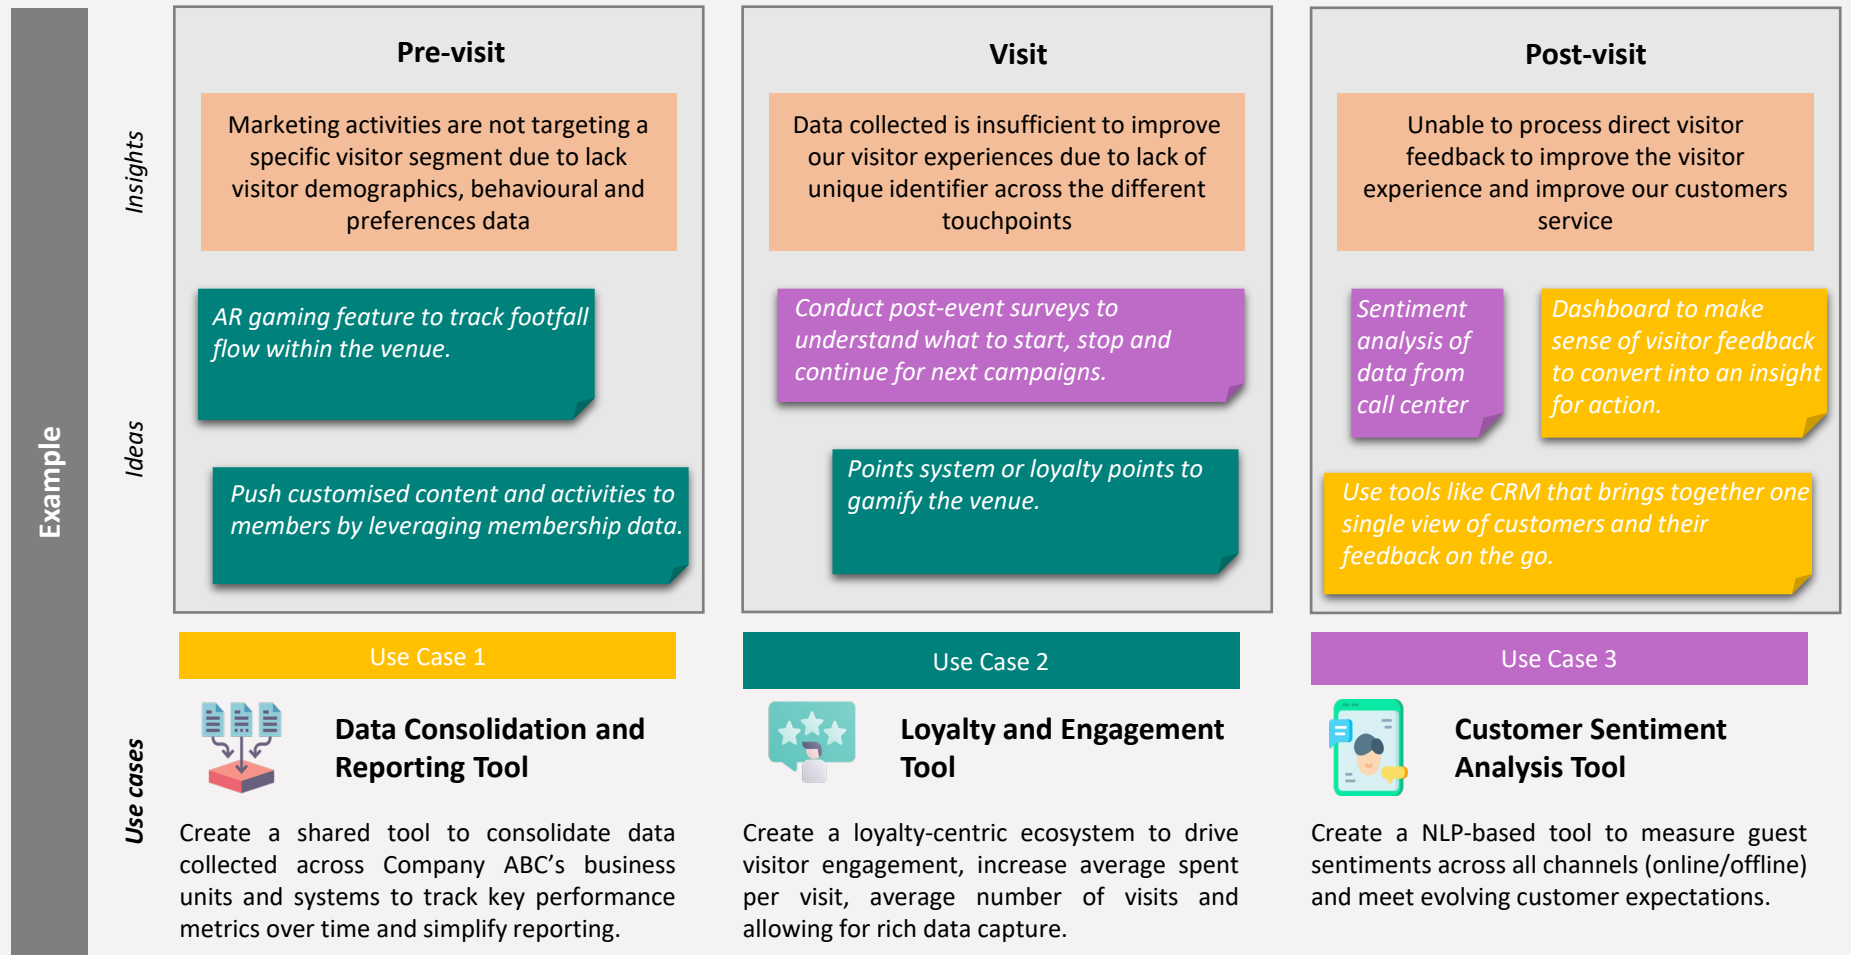 Example
Insights
Ideas
Use cases
Pre-visit
Marketing activities are not targeting a
specific visitor segment due to lack
visitor demographics, behavioural and
preferences data
AR gaming feature to track footfall
flow within the venue.
Push customised content and activities to
members by leveraging membership data.
Visit
Data collected is insufficient to improve
our visitor experiences due to lack of
unique identifier across the different
touchpoints
Conduct post-event surveys to
understand what to start, stop and
continue for next campaigns.
Points system or loyalty points to
gamify the venue.
Post-visit
Unable to process direct visitor
feedback to improve the visitor
experience and improve our customers
service
Sentiment
analysis of
data from
call center
Dashboard to make
sense of visitor feedback
to convert into an insight
for action.
Use tools like CRM that brings together one
single view of customers and their
feedback on the go.
Use Case 1
Data Consolidation and
Reporting Tool
Create a shared tool to consolidate data
collected across Company ABC’s business
units and systems to track key performance
metrics over time and simplify reporting.
Use Case 2
Loyalty and Engagement
Tool
Create a loyalty-centric ecosystem to drive
visitor engagement, increase average spent
per visit, average number of visits and
allowing for rich data capture.
Use Case 3
Customer Sentiment
Analysis Tool
Create a NLP-based tool to measure guest
sentiments across all channels (online/offline)
and meet evolving customer expectations.